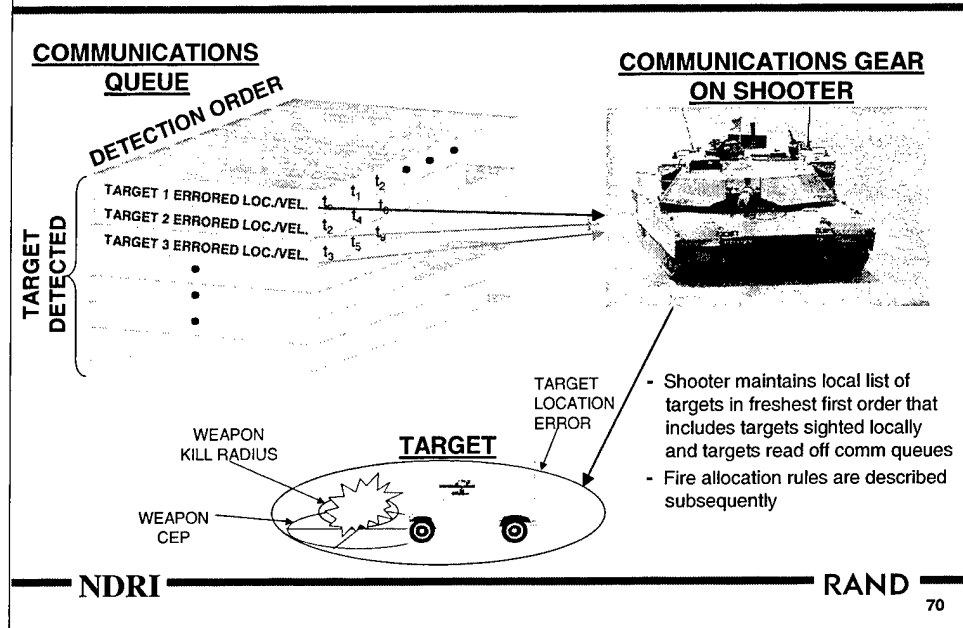 COMMUNICATIONS
QUEUE
COMMUNICATIONS GEAR
ON SHOOTER
DETECTION ORDER
TARGET
DETECTED
TARGET 1 ERRORED LOC./VEL.
t1
t2
TARGET 2 ERRORED LOC./VEL.
t2
t4
TARGET 3 ERRORED LOC./VEL.
t3
t5
TARGET
LOCATION
ERROR
- Shooter maintains local list of
targets in freshest first order that
includes targets sighted locally
and targets read off comm queues
- Fire allocation rules are described
subsequently
WEAPON
KILL RADIUS
TARGET
WEAPON
CEP
NDRI
RAND
70